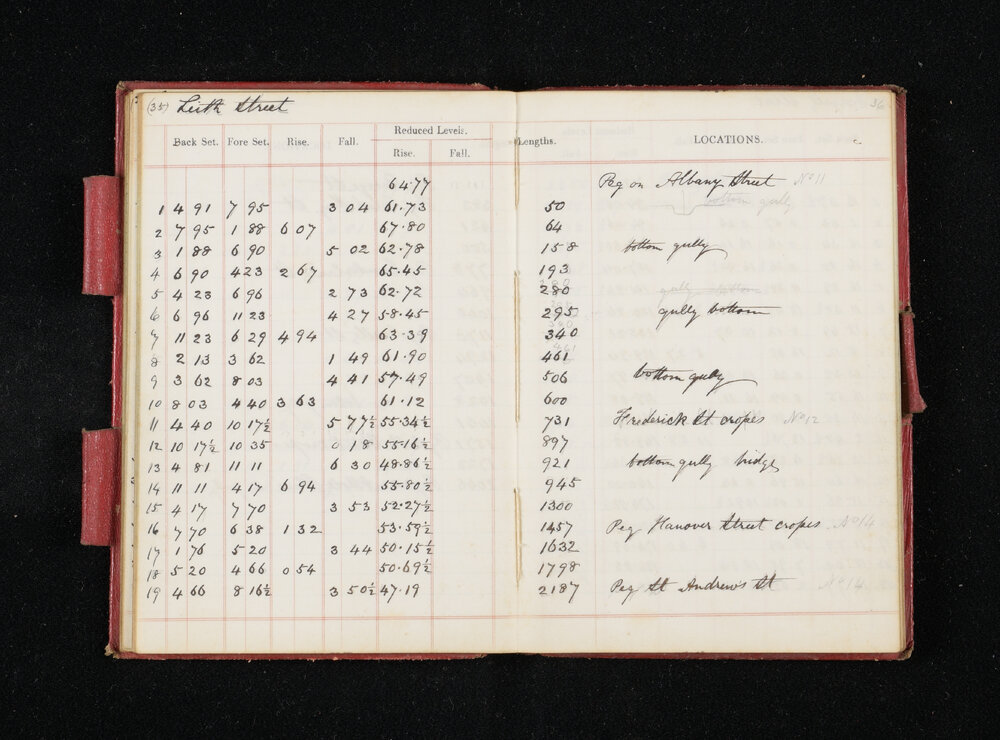 (35) Leith Street 36
Back Set. Fore Set. Rise. Fall. Reduced Levels. Rise. Fall. Lengths. LOCATIONS.
64.77 Peg on Albany Street No 11
1 4 91 7 95 3 04 61.73 50 bottom gully
2 7 95 1 88 6 07 67.80 64
3 1 88 6 90 5 02 62.78 158 bottom gully
4 6 90 4 23 2 67 65.45 193
5 4 23 6 96 2 73 62.72 280 gully bottom
6 6 96 11 23 4 27 58.45 295 gully bottom
7 11 23 6 29 4 94 63.39 340
8 2 13 3 62 1 49 61.90 461
9 3 62 8 03 4 41 57.49 506 bottom gully
10 8 03 4 40 3 63 61.12 600
11 4 40 10 17½ 5 77½ 55.34½ 731 Frederick St cropes No 12
12 10 17½ 10 35 0 18 55.16½ 897
13 4 81 11 11 6 30 48.86½ 921 bottom gully bridge
14 11 11 4 17 6 94 55.80½ 945
15 4 17 7 70 3 53 52.27½ 1300
16 7 70 6 38 1 32 53.59½ 1457 Peg Hanover Street cropes No 14
17 1 76 5 20 3 44 50.15½ 1632
18 5 20 4 66 0 54 50.69½ 1798
19 4 66 8 16½ 3 50½ 47.19 2187 Peg St Andrew's St No 14